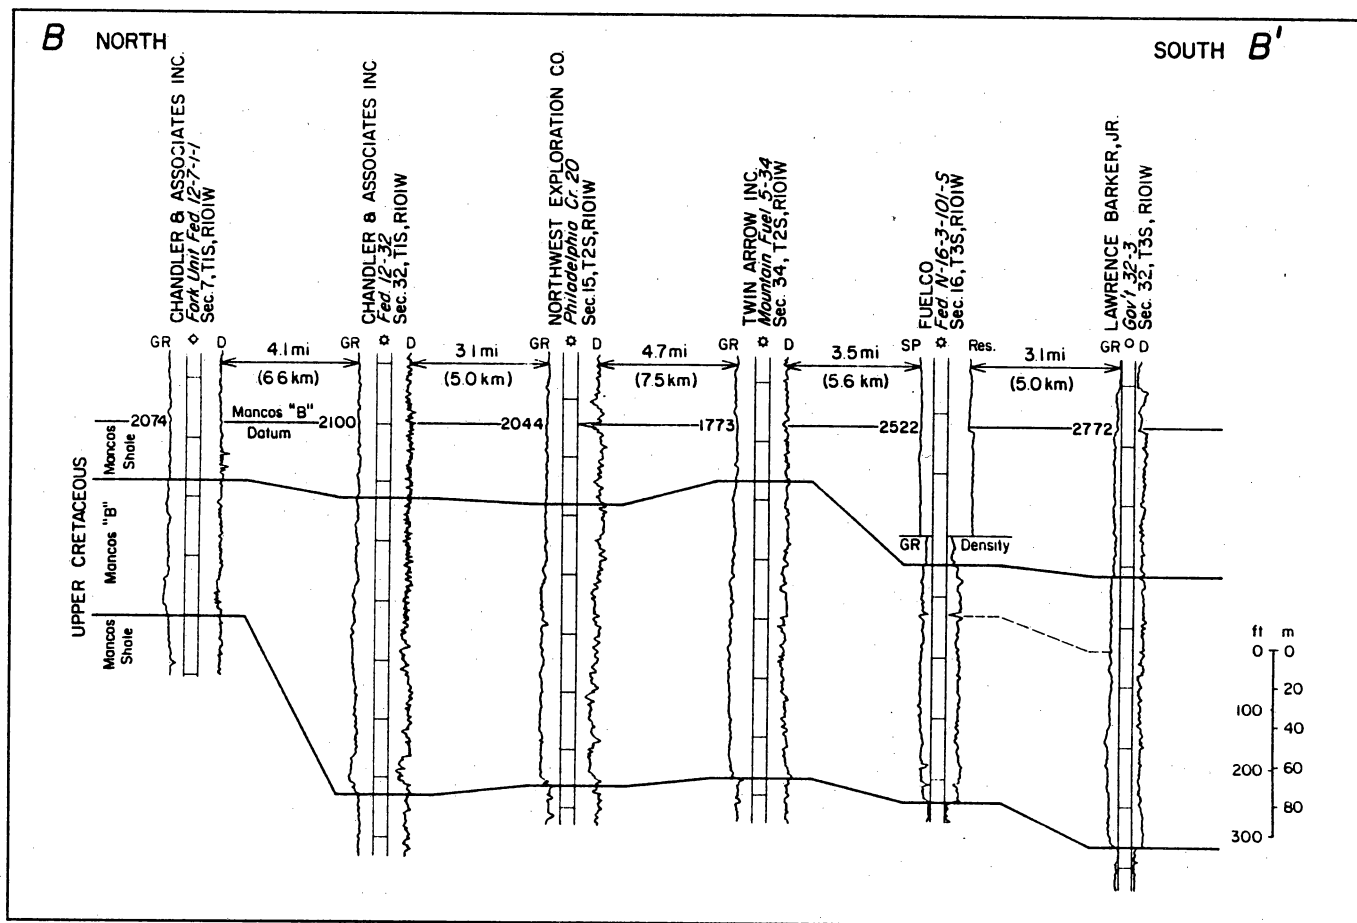 B NORTH
SOUTH B'
CHANDLER & ASSOCIATES INC.
Fork Unit Fed. 12-7-1-1
Sec. 7, T1S, R101W
CHANDLER & ASSOCIATES INC
Fed. 12-32
Sec. 32, T1S, R101W
NORTHWEST EXPLORATION CO.
Philadelphia Cr. 20
Sec. 15, T2S, R101W
TWIN ARROW INC.
Mountain Fuel 5-34
Sec. 34, T2S, R101W
FUELCO
Fed. N-16-3-101-S
Sec. 16, T3S, R101W
LAWRENCE BARKER, JR.
Gov't 32-3
Sec. 32, T3S, R101W
GR D
GR D
GR D
GR D
SP Res.
GR D
4.1 mi
(6.6 km)
3.1 mi
(5.0 km)
4.7 mi
(7.5 km)
3.5 mi
(5.6 km)
3.1 mi
(5.0 km)
2074
Mancos "B"
Datum
2100
2044
1773
2522
2772
UPPER CRETACEOUS
Mancos
Shale
Mancos "B"
Mancos
Shale
GR Density
ft m
0 0
20
100
40
200 60
80
300